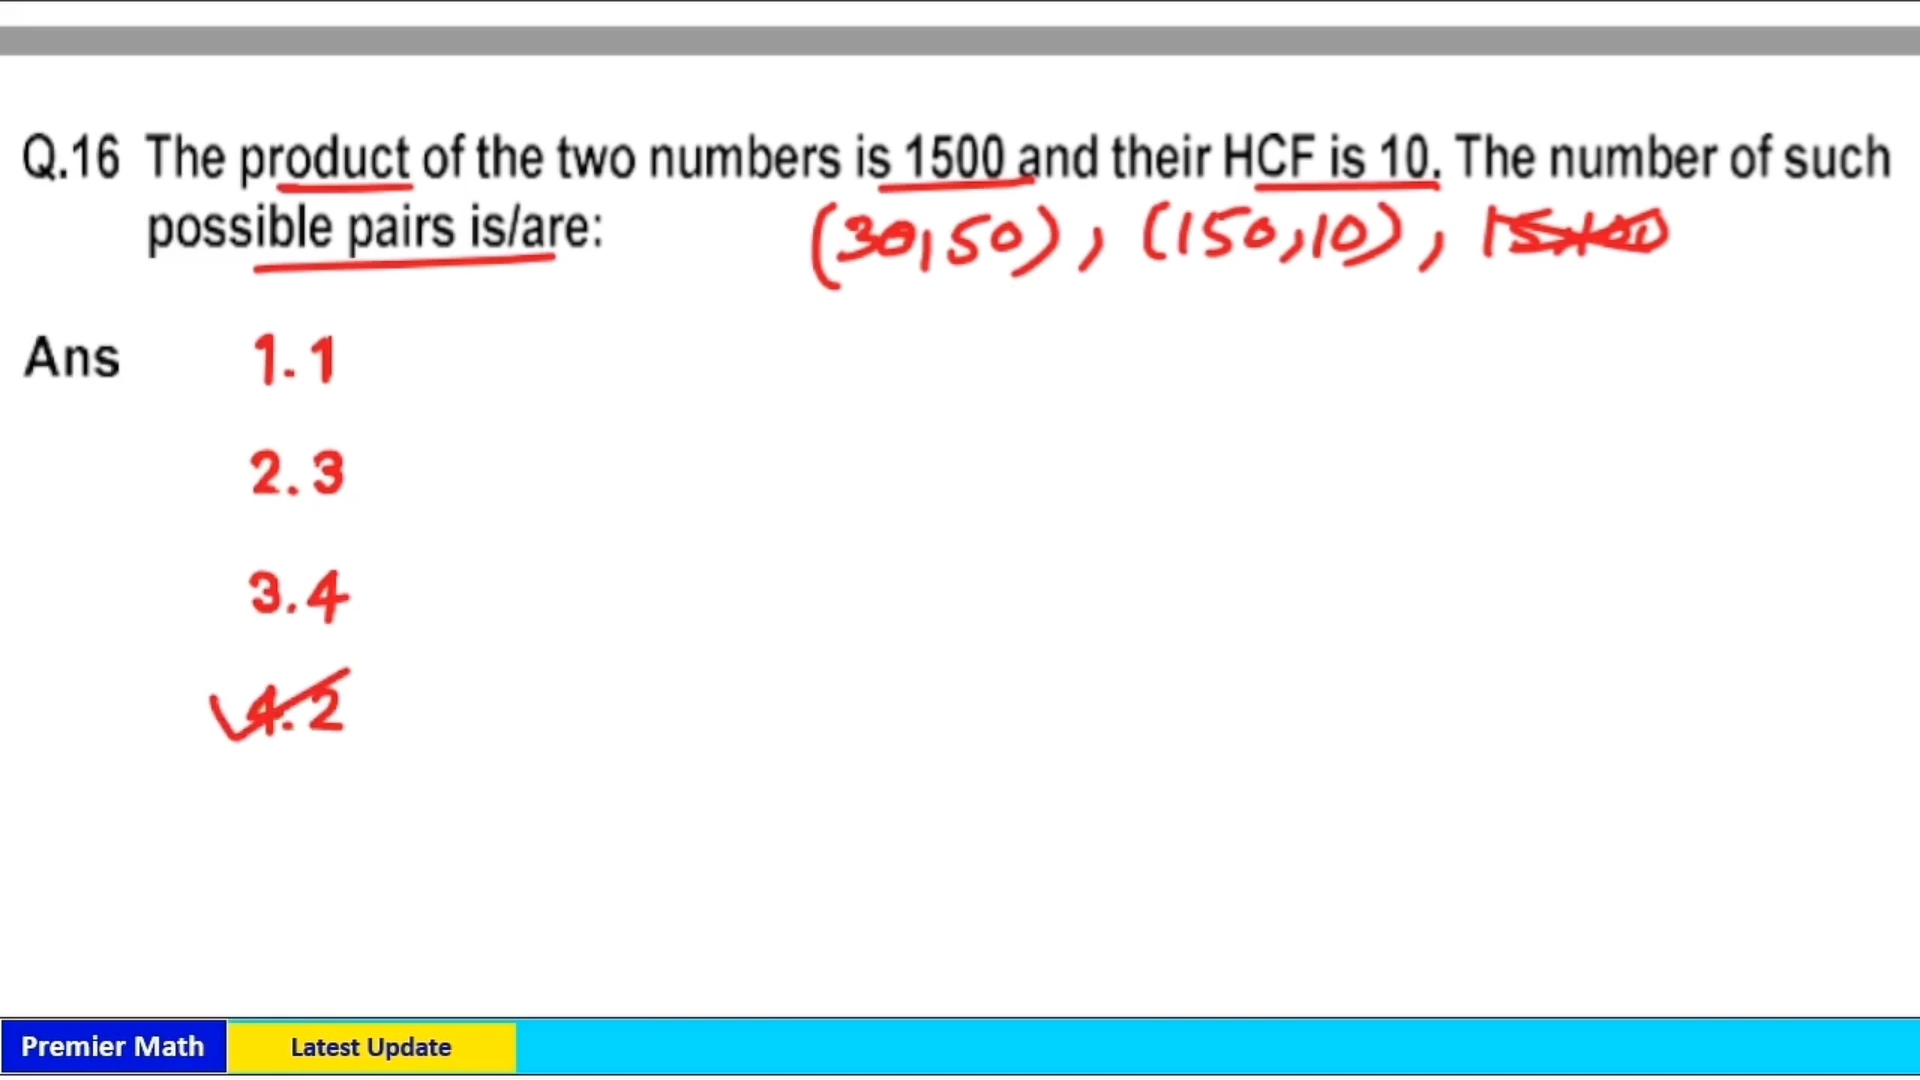 Q.16 The product of the two numbers is 1500 and their HCF is 10. The number of such
possible pairs is/are: (30,50), (150,10), 15,100
Ans 1.1
2.3
3.4
4.2
Premier Math Latest Update